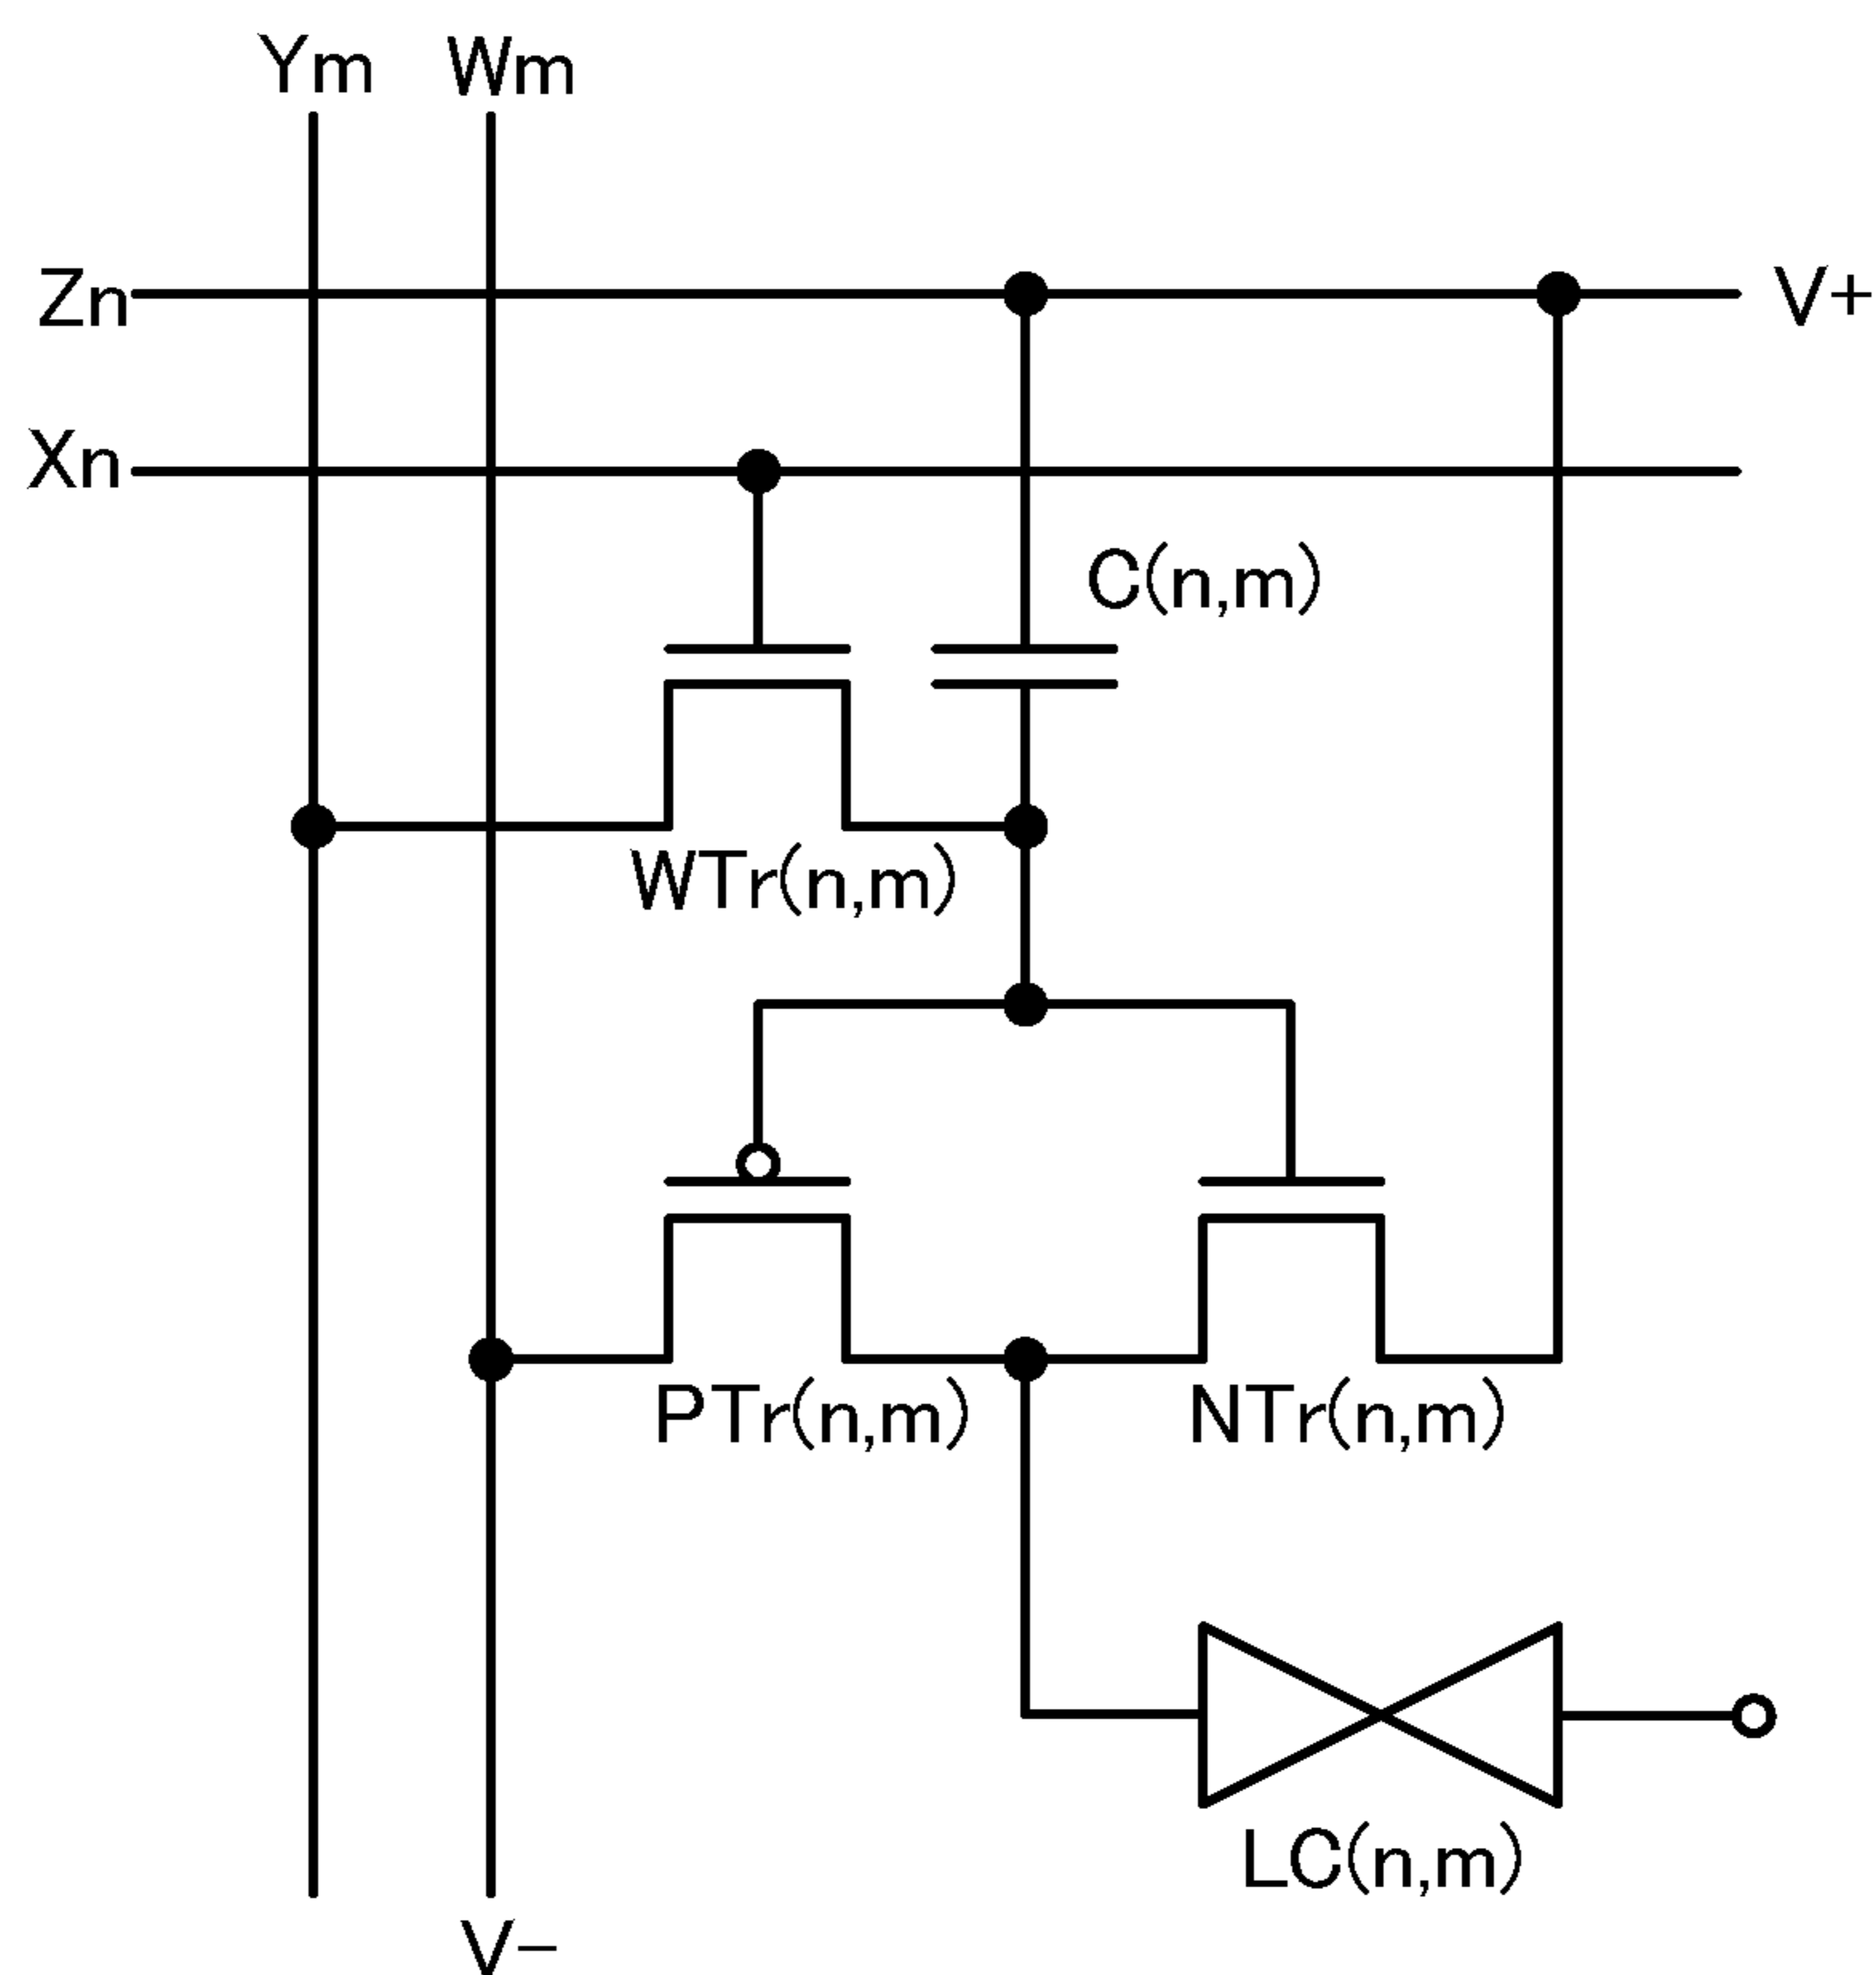 Ym Wm
Zn V+
Xn
C(n,m)
WTr(n,m)
PTr(n,m) NTr(n,m)
LC(n,m)
V−